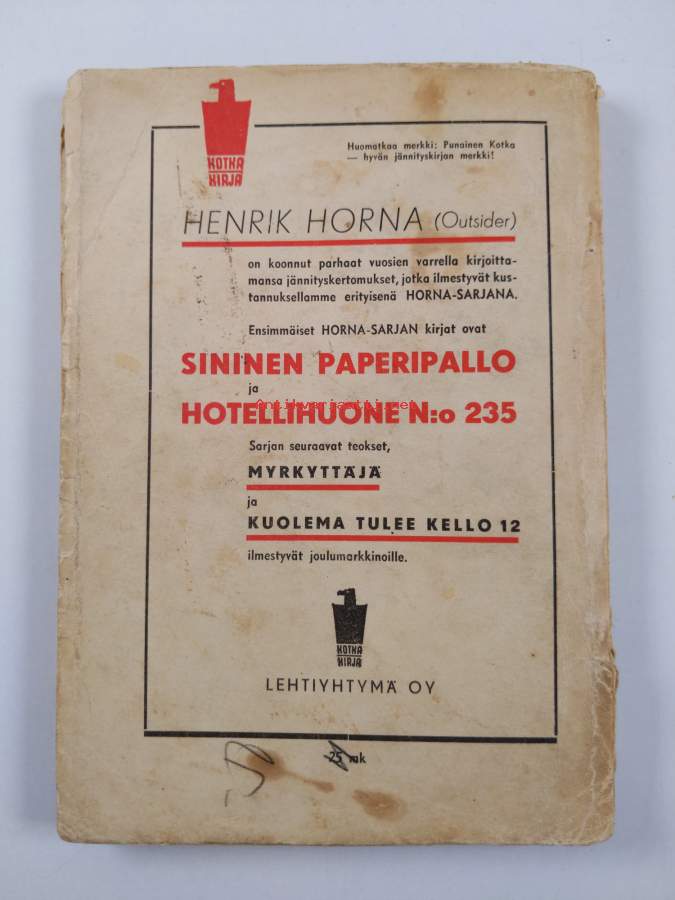 KOTKA
KIRJA
Huomatkaa merkki: Punainen Kotka
— hyvän jännityskirjan merkki!
HENRIK HORNA (Outsider)
on koonnut parhaat vuosien varrella kirjoitta-
mansa jännityskertomukset, jotka ilmestyvät kus-
tannuksellamme erityisenä HORNA-SARJANA.
Ensimmäiset HORNA-SARJAN kirjat ovat
SININEN PAPERIPALLO
ja
Antikvariaatti.net
HOTELLIHUONE N:o 235
Sarjan seuraavat teokset,
MYRKYTTÄJÄ
ja
KUOLEMA TULEE KELLO 12
ilmestyvät joulumarkkinoille.
KOTKA
KIRJA
LEHTIYHTYMÄ OY
25 mk